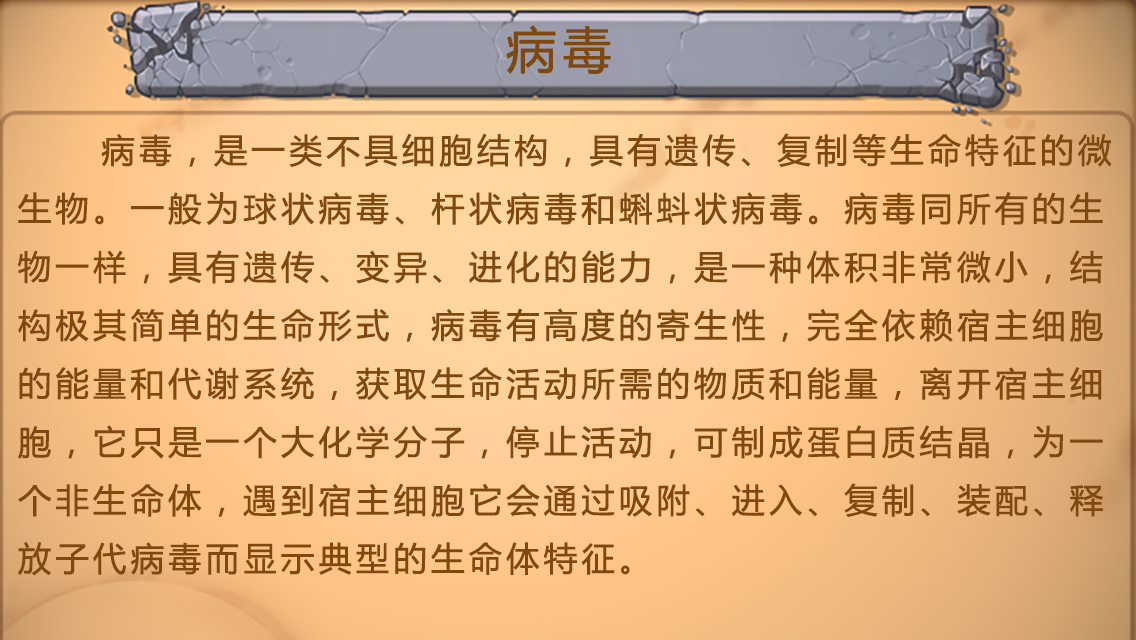 病毒
病毒，是一类不具细胞结构，具有遗传、复制等生命特征的微
生物。一般为球状病毒、杆状病毒和蝌蚪状病毒。病毒同所有的生
物一样，具有遗传、变异、进化的能力，是一种体积非常微小，结
构极其简单的生命形式，病毒有高度的寄生性，完全依赖宿主细胞
的能量和代谢系统，获取生命活动所需的物质和能量，离开宿主细
胞，它只是一个大化学分子，停止活动，可制成蛋白质结晶，为一
个非生命体，遇到宿主细胞它会通过吸附、进入、复制、装配、释
放子代病毒而显示典型的生命体特征。